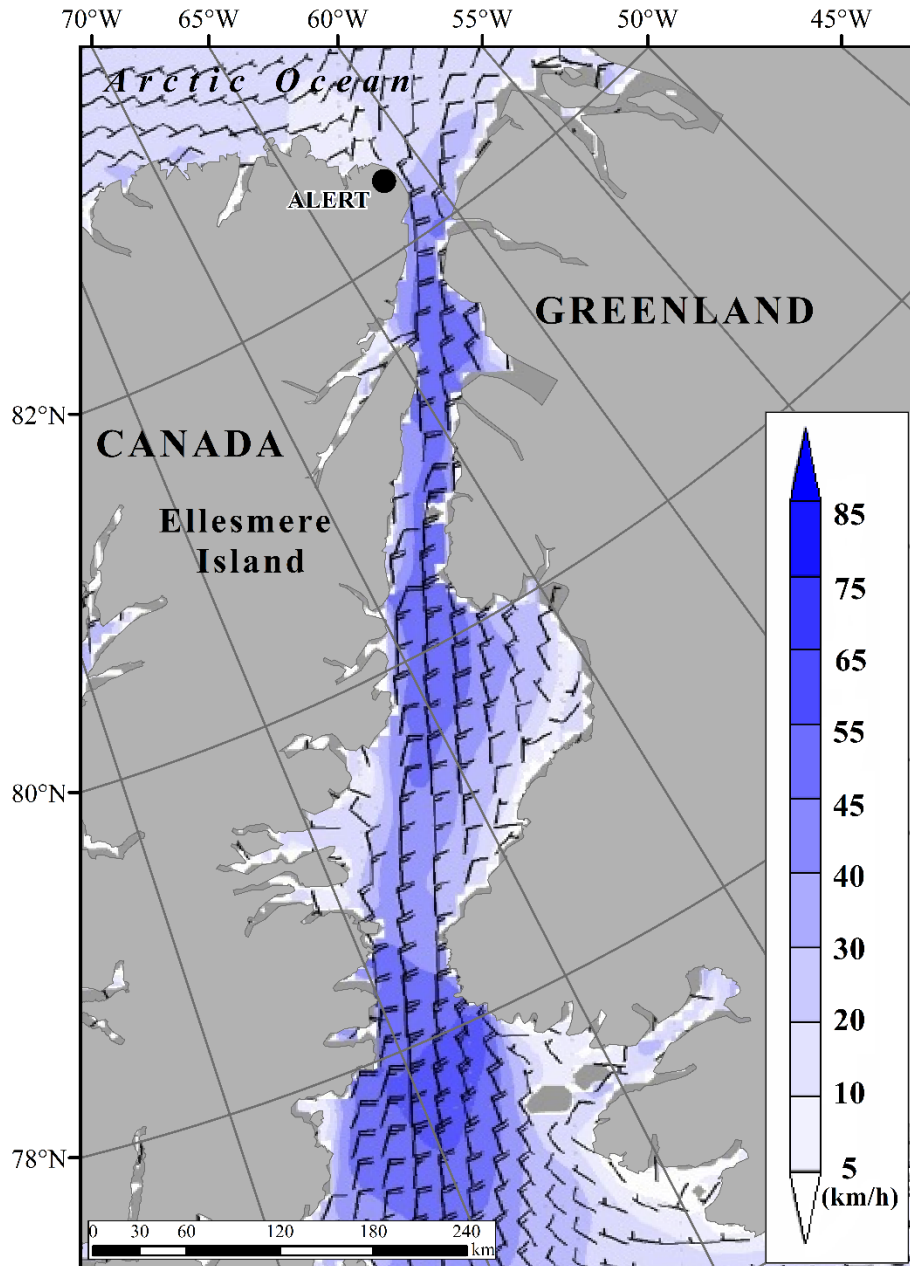 70°W 65°W 60°W 55°W 50°W 45°W
Arctic Ocean
ALERT
GREENLAND
82°N
CANADA
Ellesmere
Island
80°N
78°N
85
75
65
55
45
40
30
20
10
5
(km/h)
0 30 60 120 180 240
km